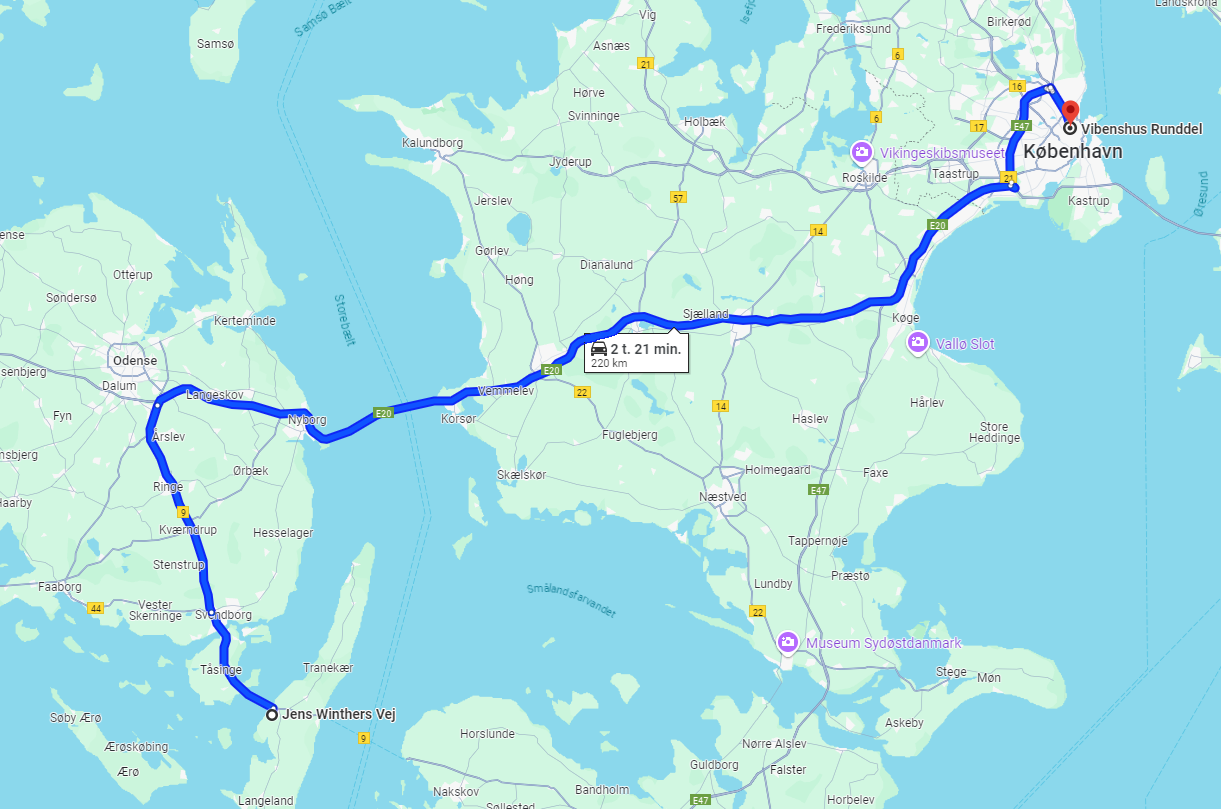 Samsø Bælt
Vig
Isefj
Landskrona
Birkerød
Frederikssund
Samsø
Asnæs
21
6
16
Hørve
Svinninge
Holbæk
6
17
E47
Vibenshus Runddel
Kalundborg
Vikingeskibsmuseet
København
Jyderup
Roskilde
Taastrup
21
Jerslev
57
Kastrup
Øresund
ense
14
E20
Gørlev
Dianalund
Otterup
Høng
Søndersø
Storebælt
Kerteminde
Sjælland
Køge
Vallø Slot
2 t. 21 min.
220 km
Odense
E20
senbjerg
Dalum
Langeskov
Vemmelev
22
14
Hårlev
Fyn
Nyborg
E20
Korsør
Haslev
Store
Heddinge
Årslev
Fuglebjerg
msbjerg
Ørbæk
Skælskør
Holmegaard
Faxe
Ringe
E47
Næstved
Haarby
9
Kværndrup
Hesselager
Tappernøje
Stenstrup
Præstø
Faaborg
Smålandsfarvandet
Lundby
44
Vester
Skerninge
Svendborg
22
Museum Sydøstdanmark
Tåsinge
Tranekær
Stege
Møn
Søby Ærø
Jens Winthers Vej
Askeby
9
Horslunde
Ærøskøbing
Nørre Alslev
Ærø
Guldborg
Falster
Nakskov
Bandholm
Langeland
Søllested
E47
Horbelev